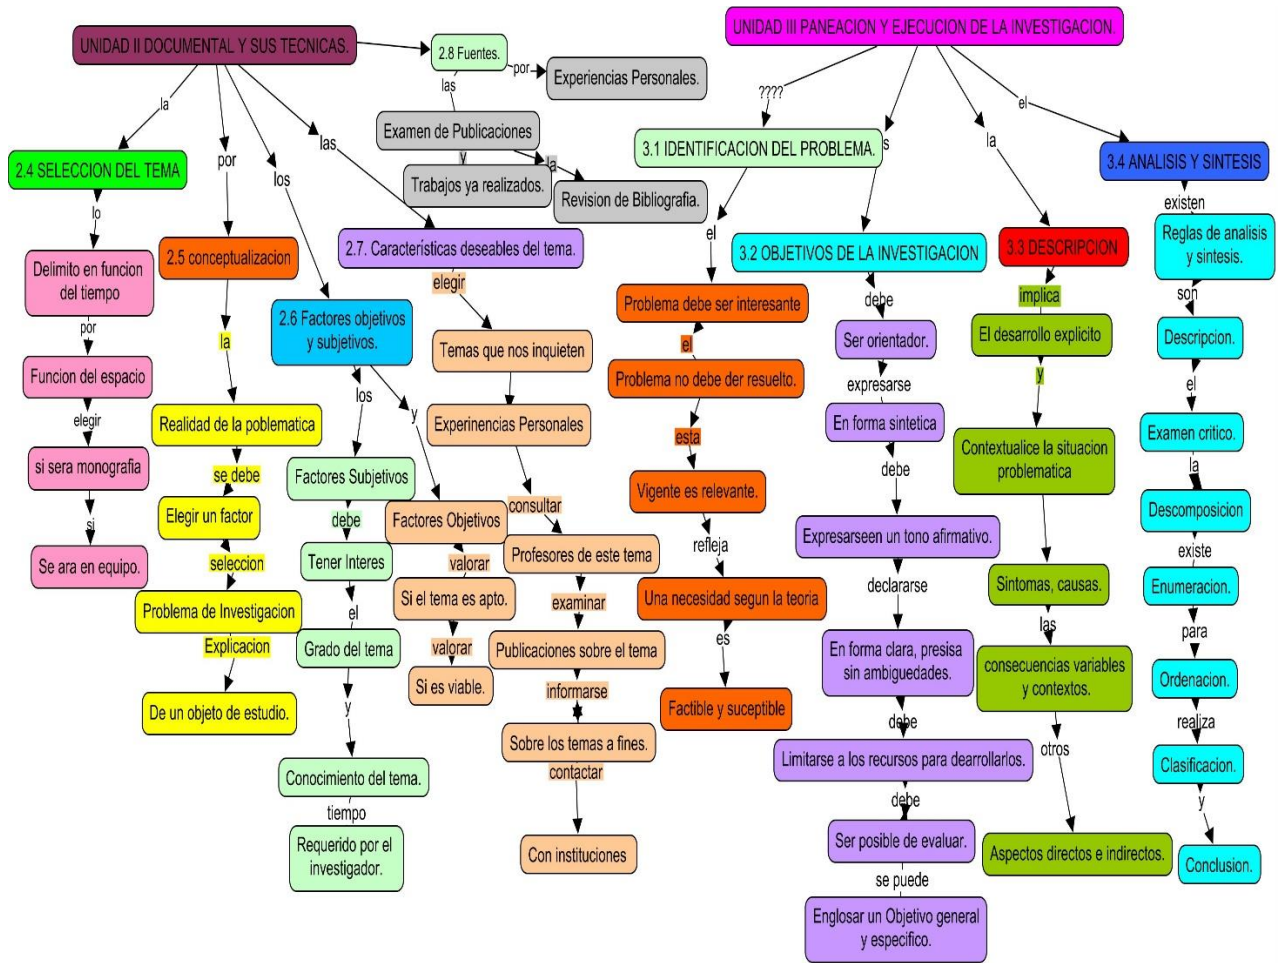 UNIDAD II DOCUMENTAL Y SUS TECNICAS.
la
2.4 SELECCION DEL TEMA
lo
Delimito en funcion
del tiempo
por
Funcion del espacio
elegir
si sera monografia
si
Se ara en equipo.
por
2.5 conceptualizacion
la
Realidad de la poblematica
se debe
Elegir un factor
seleccion
Problema de Investigacion
Explicacion
De un objeto de estudio.
los
2.6 Factores objetivos
y subjetivos.
los
Factores Subjetivos
debe
Tener Interes
el
Grado del tema
y
Conocimiento del tema.
tiempo
Requerido por el
investigador.
y
Factores Objetivos
valorar
Si el tema es apto.
valorar
Si es viable.
las
2.7. Caracteristicas deseables del tema.
elegir
Temas que nos inquieten
Experinencias Personales
consultar
Profesores de este tema
examinar
Publicaciones sobre el tema
informarse
Sobre los temas a fines.
contactar
Con instituciones
2.8 Fuentes.
por
Experiencias Personales.
las
Examen de Publicaciones
y
Trabajos ya realizados.
la
Revision de Bibliografia.
UNIDAD III PANEACION Y EJECUCION DE LA INVESTIGACION.
????
3.1 IDENTIFICACION DEL PROBLEMA.
el
Problema debe ser interesante
el
Problema no debe der resuelto.
esta
Vigente es relevante.
refleja
Una necesidad segun la teoria
es
Factible y suceptible
s
3.2 OBJETIVOS DE LA INVESTIGACION
debe
Ser orientador.
expresarse
En forma sintetica
debe
Expresarseen un tono afirmativo.
declararse
En forma clara, presisa
sin ambiguedades.
debe
Limitarse a los recursos para dearrollarlos.
debe
Ser posible de evaluar.
se puede
Englosar un Objetivo general
y especifico.
la
3.3 DESCRIPCION
implica
El desarrollo explicito
y
Contextualice la situacion
problematica
Sintomas, causas.
las
consecuencias variables
y contextos.
otros
Aspectos directos e indirectos.
el
3.4 ANALISIS Y SINTESIS
existen
Reglas de analisis
y sintesis.
son
Descripcion.
el
Examen critico.
la
Descomposicion
existe
Enumeracion.
para
Ordenacion.
realiza
Clasificacion.
y
Conclusion.